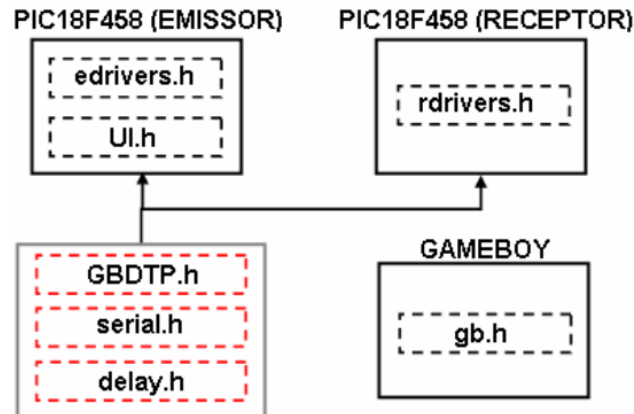 PIC18F458 (EMISSOR)
edrivers.h
UI.h
PIC18F458 (RECEPTOR)
rdrivers.h
GBDTP.h
serial.h
delay.h
GAMEBOY
gb.h